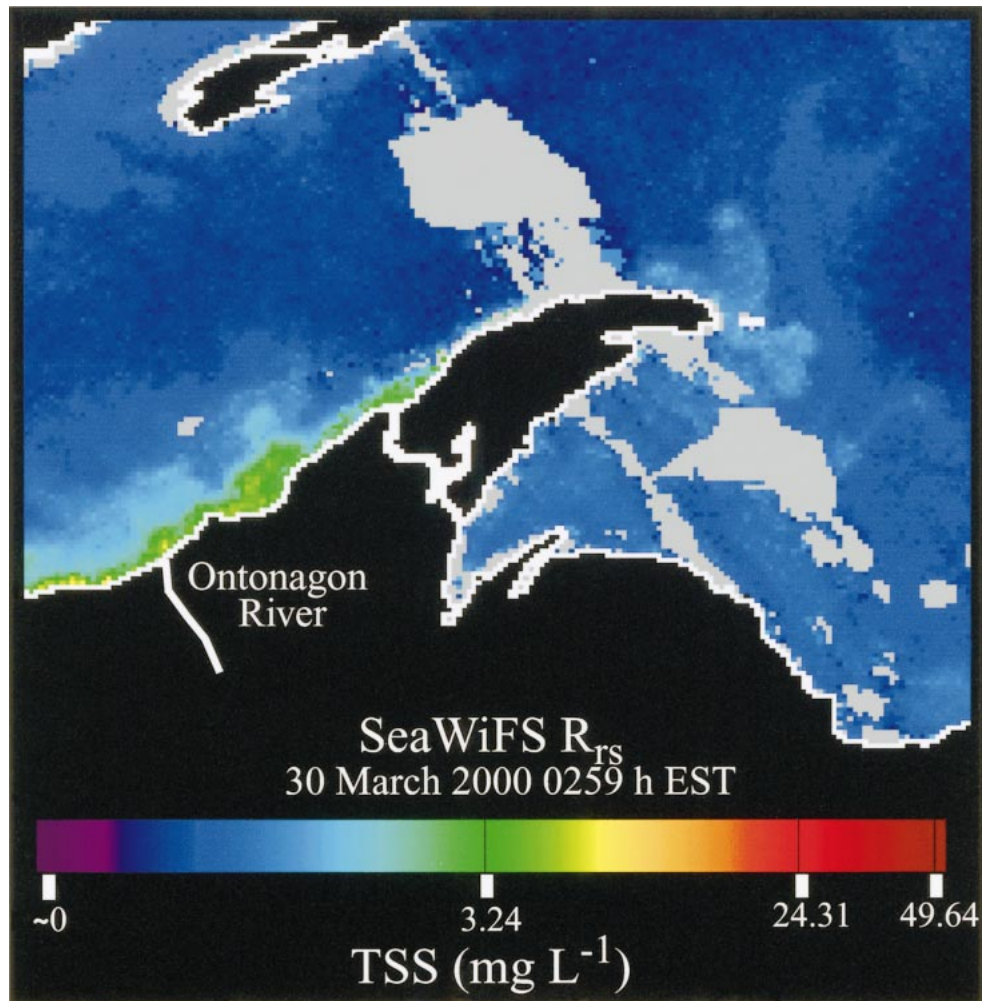 Ontonagon
River
SeaWiFS Rrs
30 March 2000 0259 h EST
~0 3.24 24.31 49.64
TSS (mg L-1)